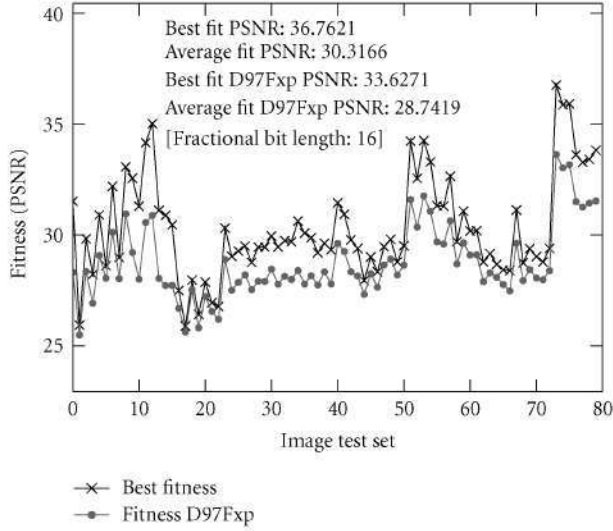 40
35
30
25
Fitness (PSNR)
Best fit PSNR: 36.7621
Average fit PSNR: 30.3166
Best fit D97Fxp PSNR: 33.6271
Average fit D97Fxp PSNR: 28.7419
[Fractional bit length: 16]
0 10 20 30 40 50 60 70 80
Image test set
Best fitness
Fitness D97Fxp